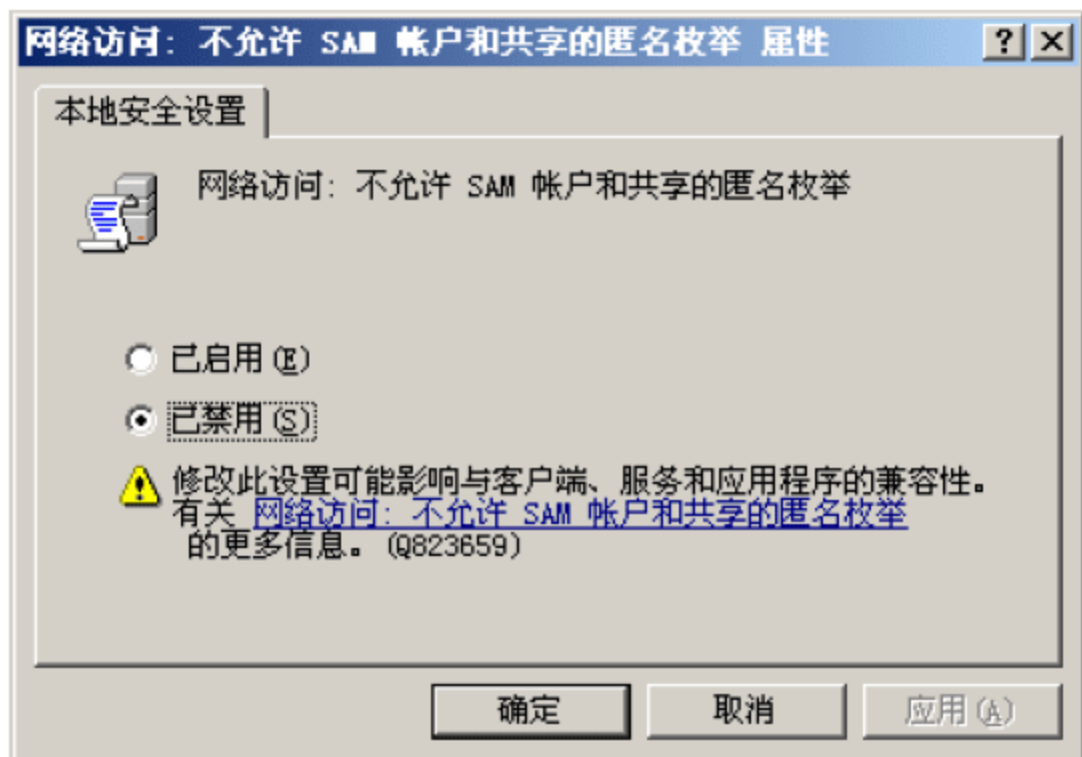 网络访问: 不允许 SAM 帐户和共享的匿名枚举 属性
本地安全设置
网络访问: 不允许 SAM 帐户和共享的匿名枚举
已启用(E)
已禁用(S)
修改此设置可能影响与客户端、服务和应用程序的兼容性。
有关 网络访问: 不允许 SAM 帐户和共享的匿名枚举
的更多信息。(Q823659)
确定 取消 应用(A)